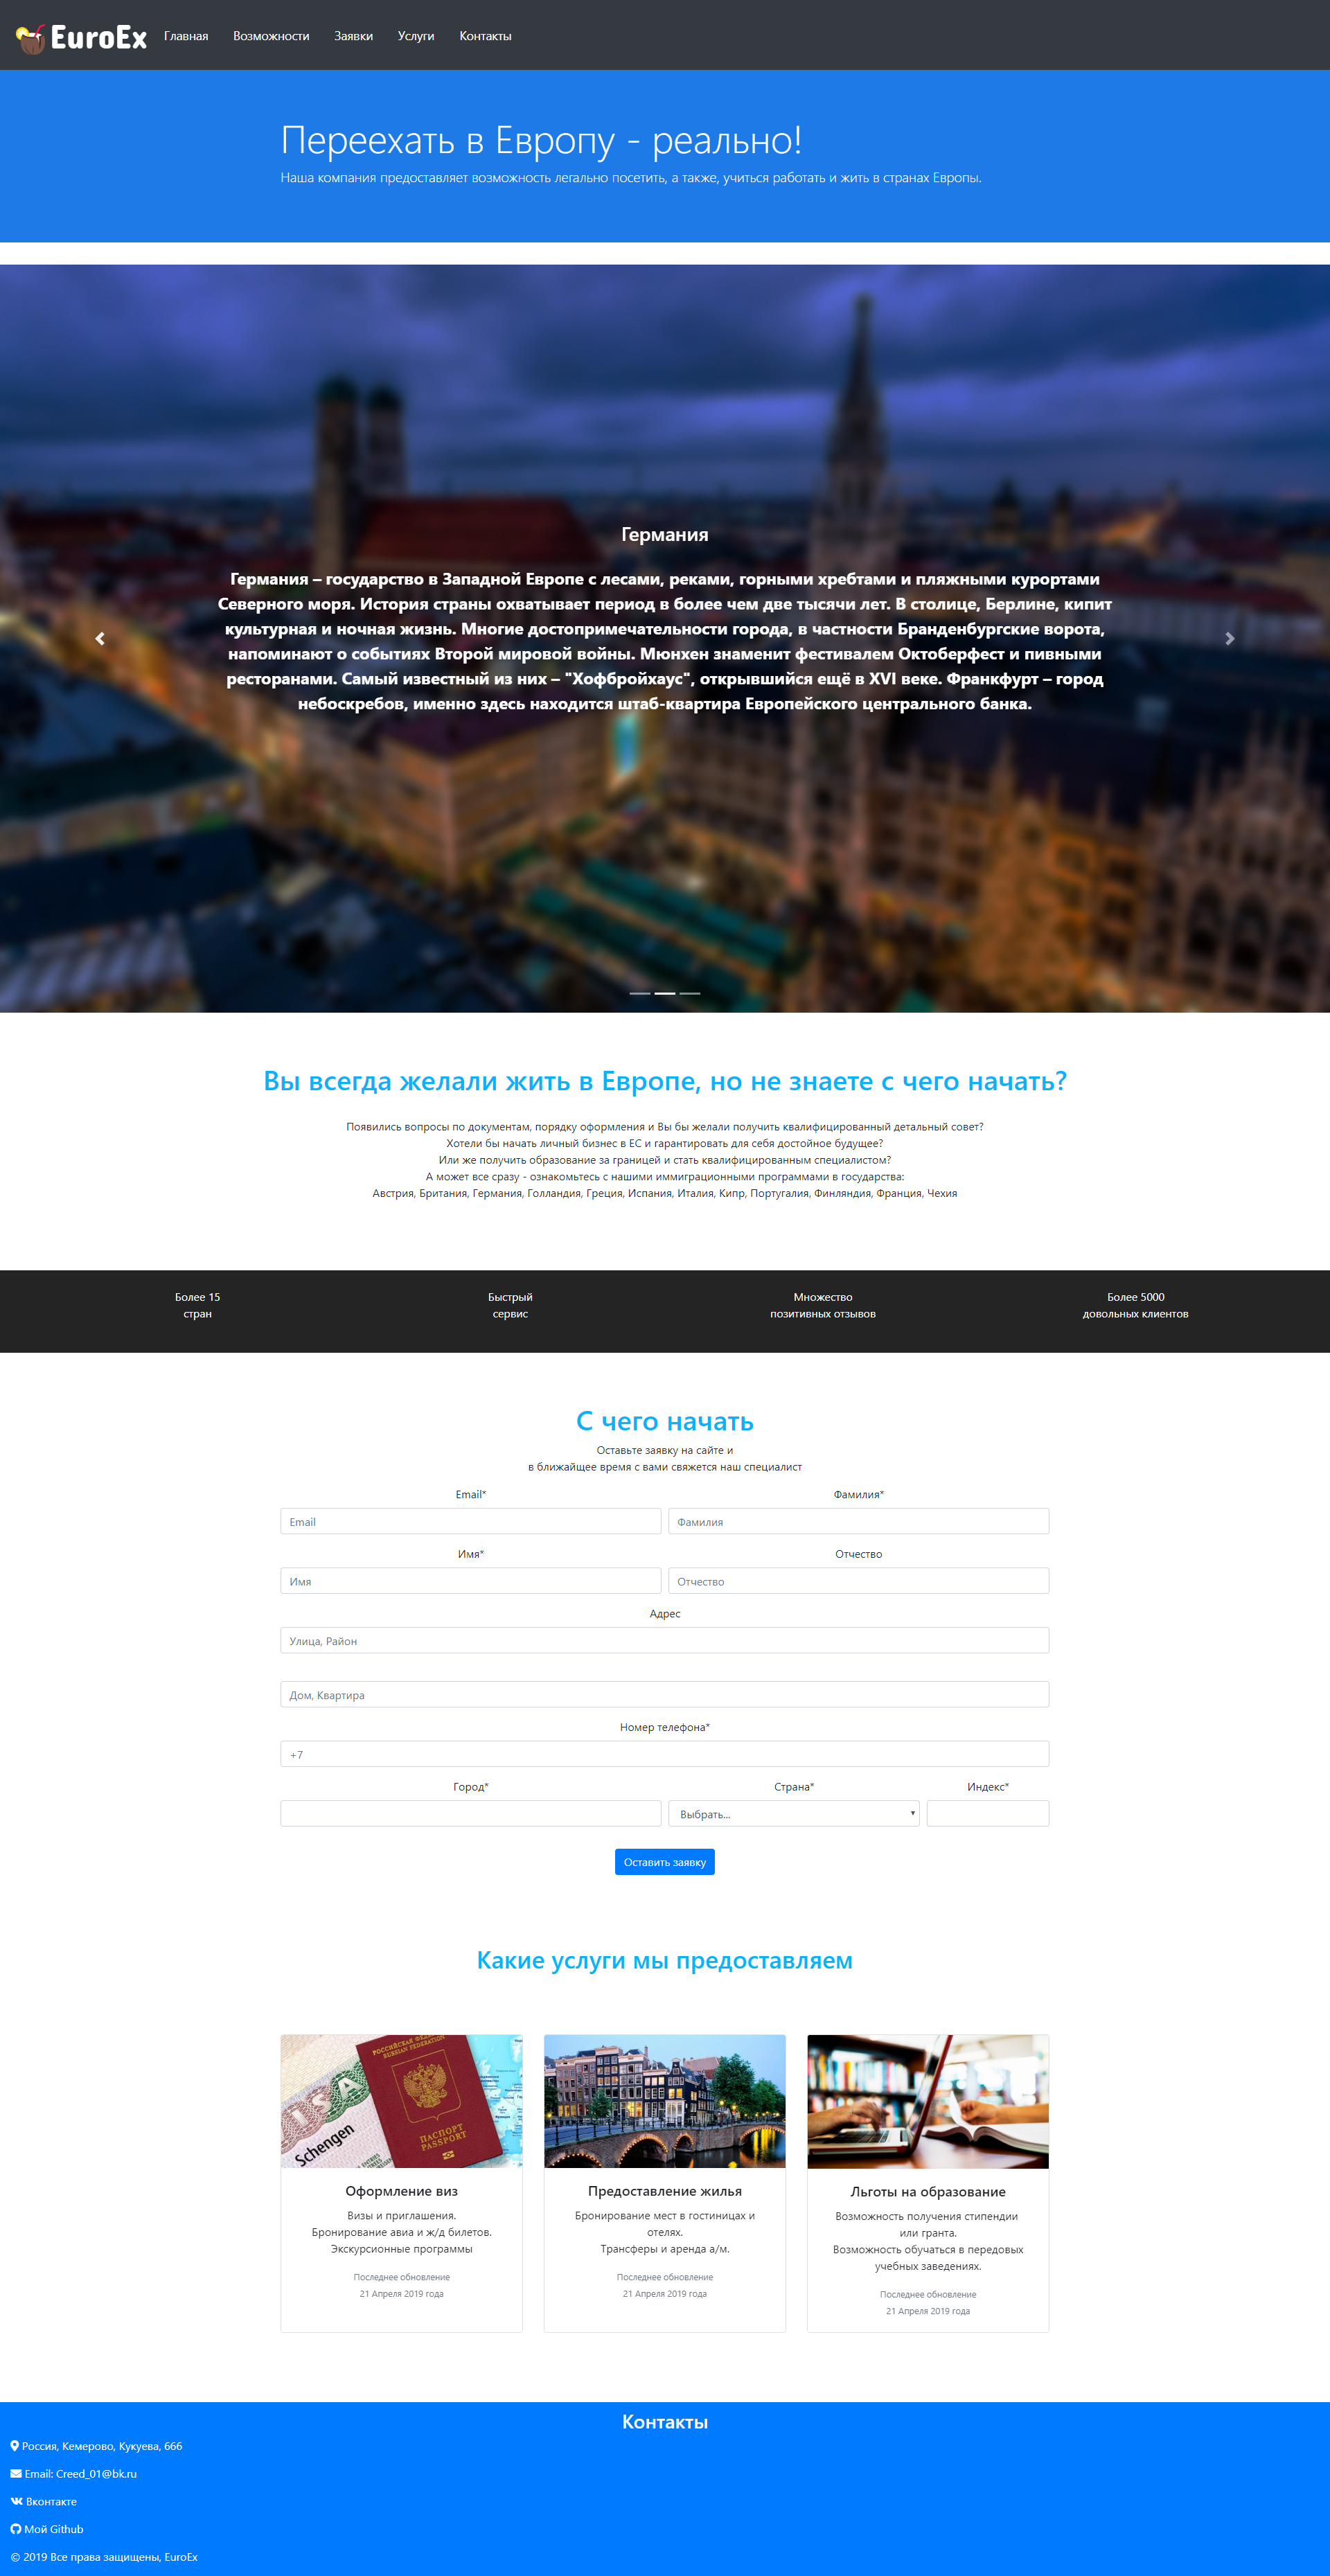 EuroEx
Главная
Возможности
Заявки
Услуги
Контакты
Переехать в Европу - реально!
Наша компания предоставляет возможность легально посетить, а также, учиться работать и жить в странах Европы.
Германия
Германия – государство в Западной Европе с лесами, реками, горными хребтами и пляжными курортами
Северного моря. История страны охватывает период в более чем две тысячи лет. В столице, Берлине, кипит
культурная и ночная жизнь. Многие достопримечательности города, в частности Бранденбургские ворота,
напоминают о событиях Второй мировой войны. Мюнхен знаменит фестивалем Октоберфест и пивными
ресторанами. Самый известный из них – "Хофбройхаус", открывшийся ещё в XVI веке. Франкфурт – город
небоскребов, именно здесь находится штаб-квартира Европейского центрального банка.
Вы всегда желали жить в Европе, но не знаете с чего начать?
Появились вопросы по документам, порядку оформления и Вы бы желали получить квалифицированный детальный совет?
Хотели бы начать личный бизнес в ЕС и гарантировать для себя достойное будущее?
Или же получить образование за границей и стать квалифицированным специалистом?
А может все сразу - ознакомьтесь с нашими иммиграционными программами в государства:
Австрия, Британия, Германия, Голландия, Греция, Испания, Италия, Кипр, Португалия, Финляндия, Франция, Чехия
Более 15
стран
Быстрый
сервис
Множество
позитивных отзывов
Более 5000
довольных клиентов
С чего начать
Оставьте заявку на сайте и
в ближайшее время с вами свяжется наш специалист
Email*
Фамилия*
Email
Фамилия
Имя*
Отчество
Имя
Отчество
Адрес
Улица, Район
Дом, Квартира
Номер телефона*
+7
Город*
Страна*
Индекс*
Выбрать...
Оставить заявку
Какие услуги мы предоставляем
РОССИЙСКАЯ ФЕДЕРАЦИЯ
RUSSIAN FEDERATION
ПАСПОРТ
PASSPORT
Schengen
Оформление виз
Визы и приглашения.
Бронирование авиа и ж/д билетов.
Экскурсионные программы
Последнее обновление
21 Апреля 2019 года
Предоставление жилья
Бронирование мест в гостиницах и
отелях.
Трансферы и аренда а/м.
Последнее обновление
21 Апреля 2019 года
Льготы на образование
Возможность получения стипендии
или гранта.
Возможность обучаться в передовых
учебных заведениях.
Последнее обновление
21 Апреля 2019 года
Контакты
Россия, Кемерово, Кукуева, 666
Email: Creed_01@bk.ru
Вконтакте
Мой Github
© 2019 Все права защищены, EuroEx